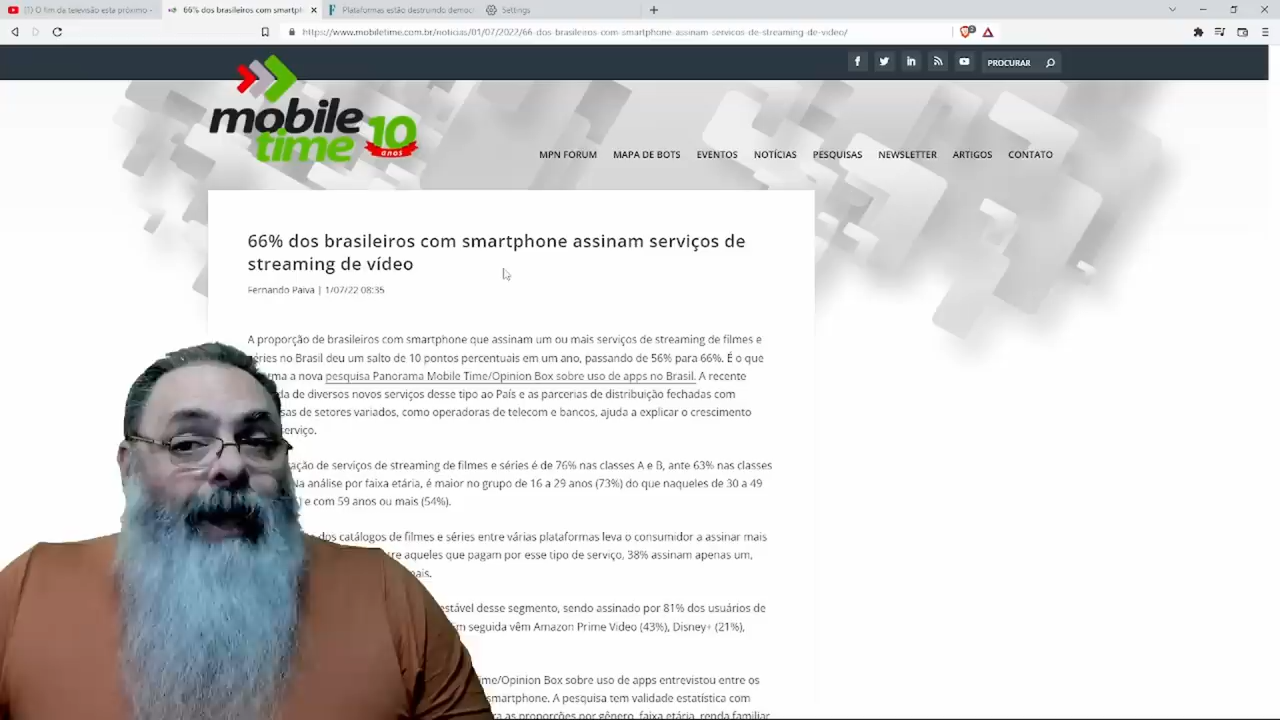 (1) O fim da televisão esta próximo -
66% dos brasileiros com smartph
Plataformas estão destruindo democ
Settings
https://www.mobiletime.com.br/noticias/01/07/2022/66-dos-brasileiros-com-smartphone-assinam-servicos-de-streaming-de-video/
PROCURAR
mobile
time 10
anos
MPN FORUM MAPA DE BOTS EVENTOS NOTÍCIAS PESQUISAS NEWSLETTER ARTIGOS CONTATO
66% dos brasileiros com smartphone assinam serviços de
streaming de vídeo
Fernando Paiva | 1/07/22 08:35
A proporção de brasileiros com smartphone que assinam um ou mais serviços de streaming de filmes e
séries no Brasil deu um salto de 10 pontos percentuais em um ano, passando de 56% para 66%. É o que
a nova pesquisa Panorama Mobile Time/Opinion Box sobre uso de apps no Brasil. A recente
de diversos novos serviços desse tipo ao País e as parcerias de distribuição fechadas com
de setores variados, como operadoras de telecom e bancos, ajuda a explicar o crescimento
serviço.
de serviços de streaming de filmes e séries é de 76% nas classes A e B, ante 63% nas classes
Na análise por faixa etária, é maior no grupo de 16 a 29 anos (73%) do que naqueles de 30 a 49
e com 59 anos ou mais (54%).
dos catálogos de filmes e séries entre várias plataformas leva o consumidor a assinar mais
aqueles que pagam por esse tipo de serviço, 38% assinam apenas um,
desse segmento, sendo assinado por 81% dos usuários de
seguida vêm Amazon Prime Video (43%), Disney+ (21%),
Box sobre uso de apps entrevistou entre os
A pesquisa tem validade estatística com
as proporções por gênero, faixa etária, renda familiar